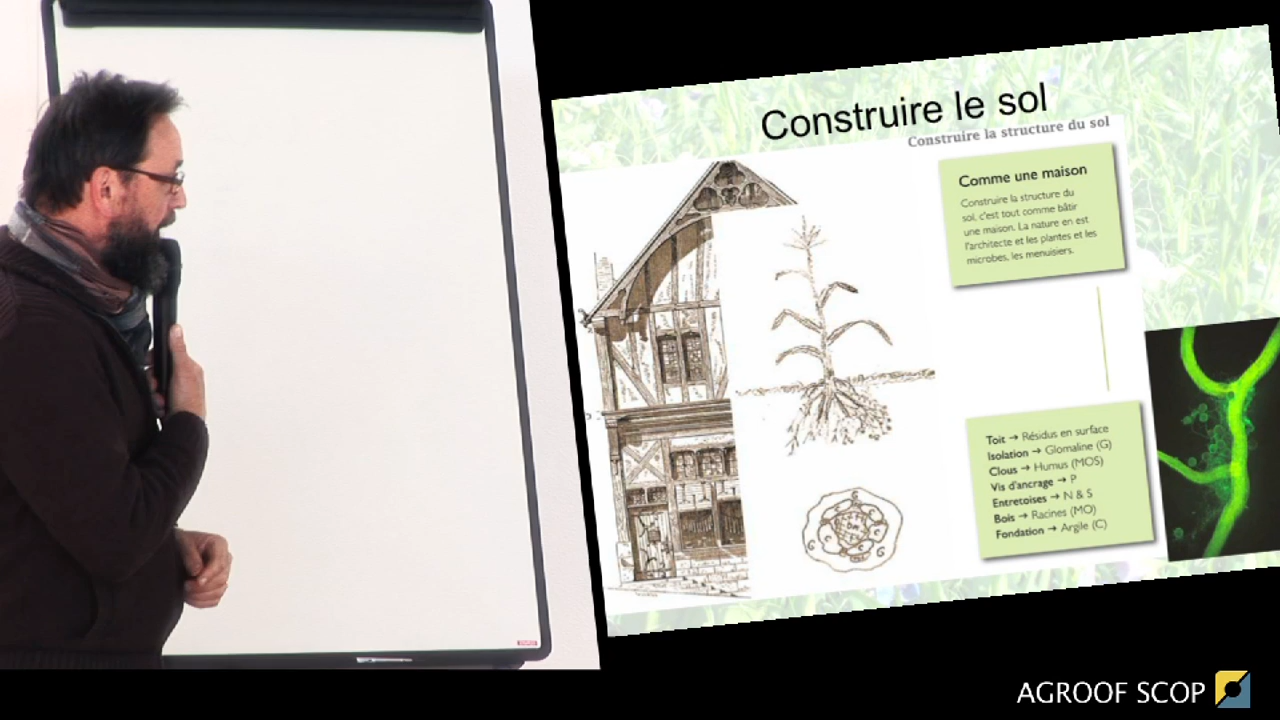 Construire le sol
Construire la structure du sol
Comme une maison
Construire la structure du
sol, c'est tout comme bâtir
une maison. La nature en est
l'architecte et les plantes et les
microbes, les menuisiers.
Toit → Résidus en surface
Isolation → Glomaline (G)
Clous → Humus (MOS)
Vis d'ancrage → P
Entretoises → N & S
Bois → Racines (MO)
Fondation → Argile (C)
AGROOF SCOP